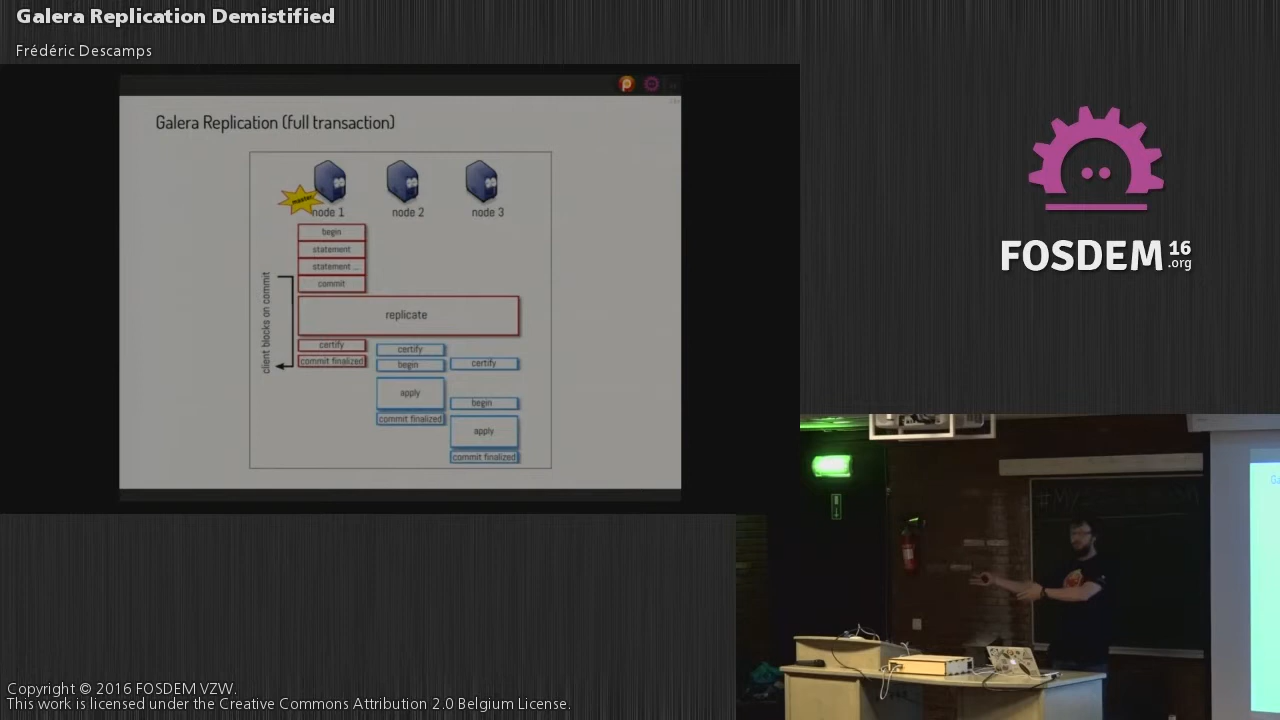 Galera Replication Demistified
Frédéric Descamps
Galera Replication (full transaction)
master
node 1
node 2
node 3
begin
statement
statement ...
commit
client blocks on commit
replicate
certify
commit finalized
certify
begin
apply
commit finalized
certify
begin
apply
commit finalized
FOSDEM 16
.org
Copyright © 2016 FOSDEM VZW.
This work is licensed under the Creative Commons Attribution 2.0 Belgium License.